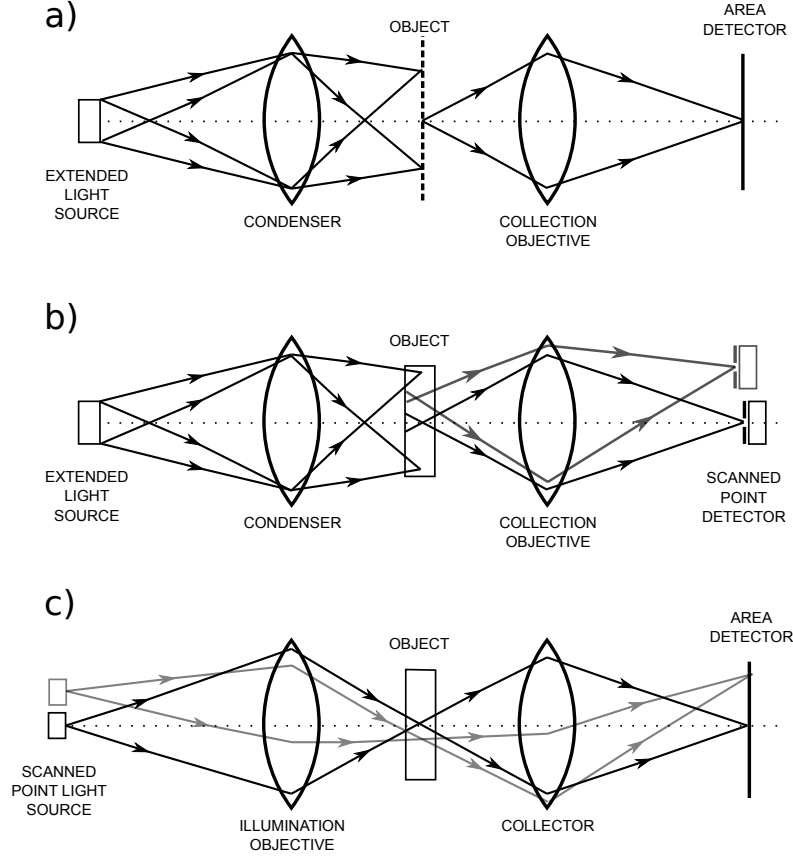 a)
OBJECT
AREA
DETECTOR
EXTENDED
LIGHT
SOURCE
CONDENSER
COLLECTION
OBJECTIVE
b)
OBJECT
EXTENDED
LIGHT
SOURCE
CONDENSER
COLLECTION
OBJECTIVE
SCANNED
POINT
DETECTOR
c)
OBJECT
AREA
DETECTOR
SCANNED
POINT LIGHT
SOURCE
ILLUMINATION
OBJECTIVE
COLLECTOR